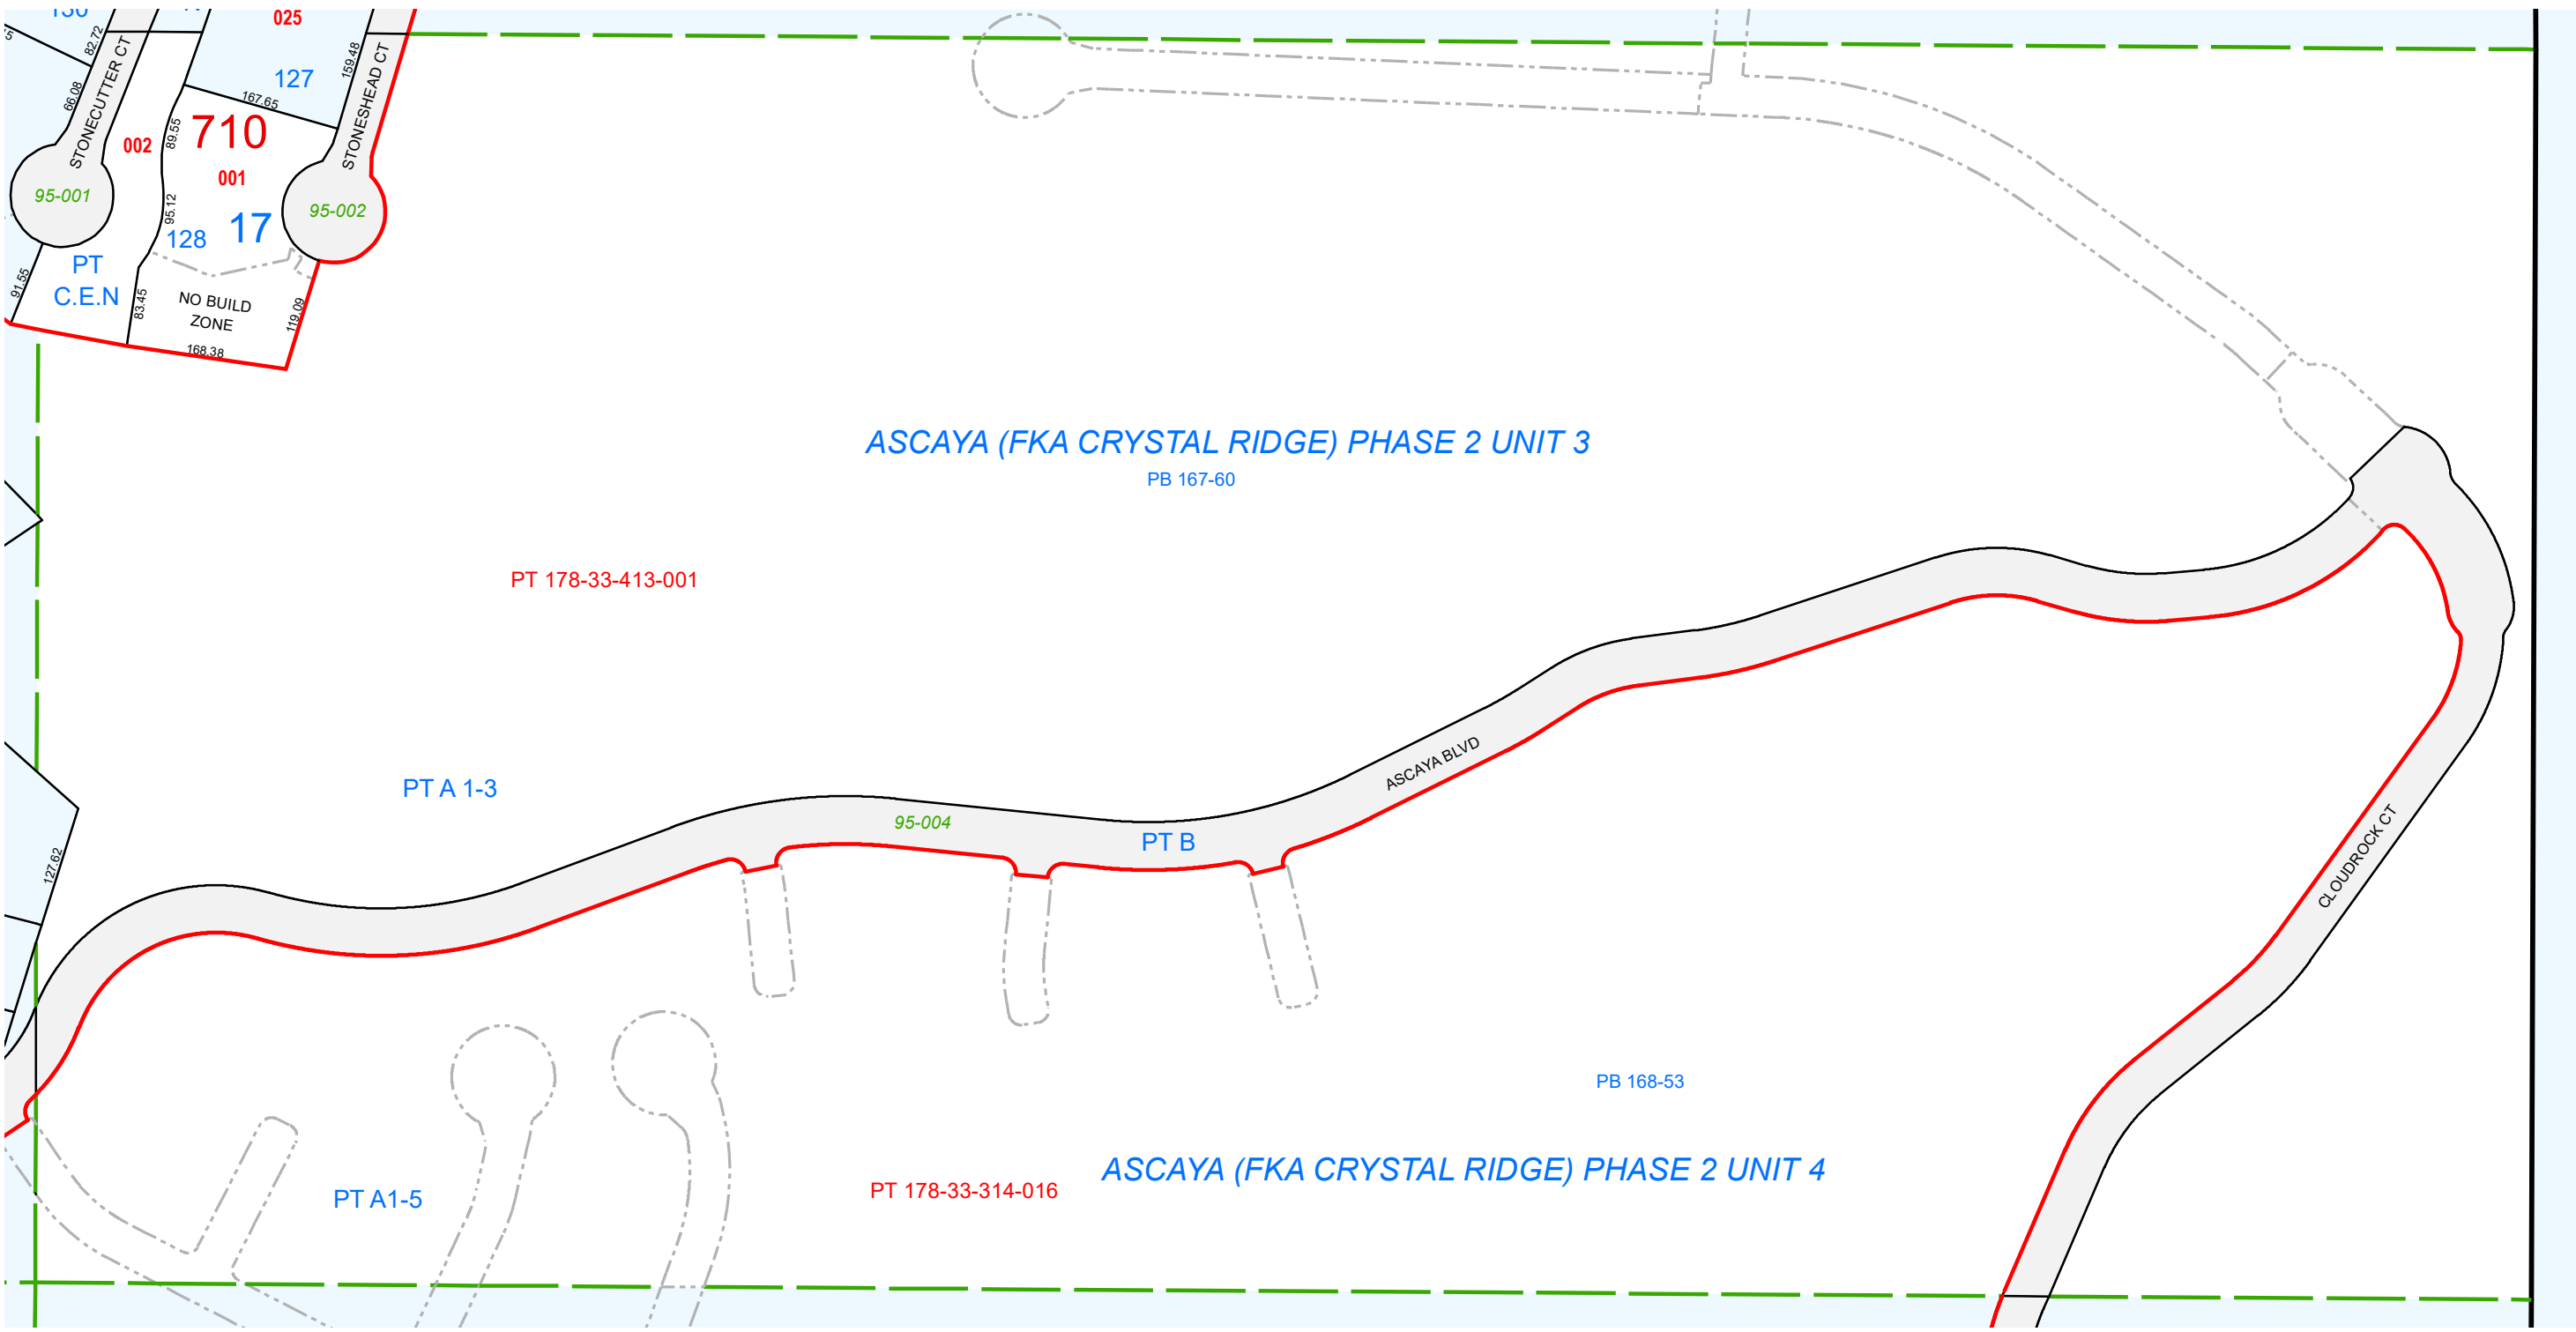 025
82.72
STONECUTTER CT
127
159.48
STONESHEAD CT
66.08
167.65
710
002
89.55
001
95-001
95.12
95-002
128
17
PT
C.E.N
91.55
83.45
NO BUILD
ZONE
119.09
168.38
ASCAYA (FKA CRYSTAL RIDGE) PHASE 2 UNIT 3
PB 167-60
PT 178-33-413-001
ASCAYA BLVD
PT A 1-3
95-004
PT B
127.62
CLOUDROCK CT
PB 168-53
ASCAYA (FKA CRYSTAL RIDGE) PHASE 2 UNIT 4
PT 178-33-314-016
PT A1-5